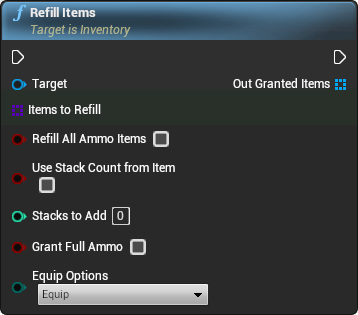 Refill Items
Target is Inventory
Target
Out Granted Items
Items to Refill
Refill All Ammo Items
Use Stack Count from Item
Stacks to Add 0
Grant Full Ammo
Equip Options
Equip